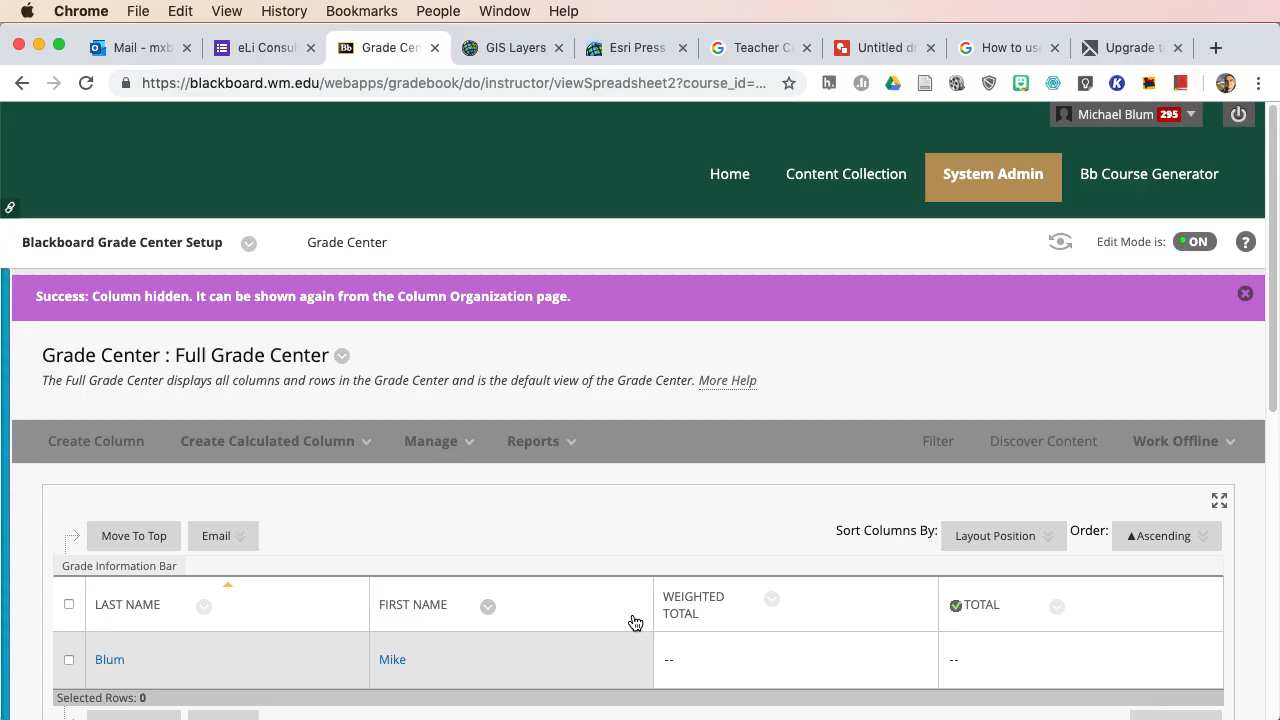 Chrome File Edit View History Bookmarks People Window Help
Mail - mxb eLi Consul Bb Grade Cen GIS Layers Esri Press Teacher C Untitled dr How to use Upgrade t
https://blackboard.wm.edu/webapps/gradebook/do/instructor/viewSpreadsheet2?course_id=...
Michael Blum 295
Home Content Collection System Admin Bb Course Generator
Blackboard Grade Center Setup Grade Center Edit Mode is: ON ?
Success: Column hidden. It can be shown again from the Column Organization page.
Grade Center : Full Grade Center
The Full Grade Center displays all columns and rows in the Grade Center and is the default view of the Grade Center. More Help
Create Column Create Calculated Column Manage Reports Filter Discover Content Work Offline
Move To Top Email Sort Columns By: Layout Position Order: ▲Ascending
Grade Information Bar
LAST NAME FIRST NAME WEIGHTED TOTAL TOTAL
Blum Mike -- --
Selected Rows: 0